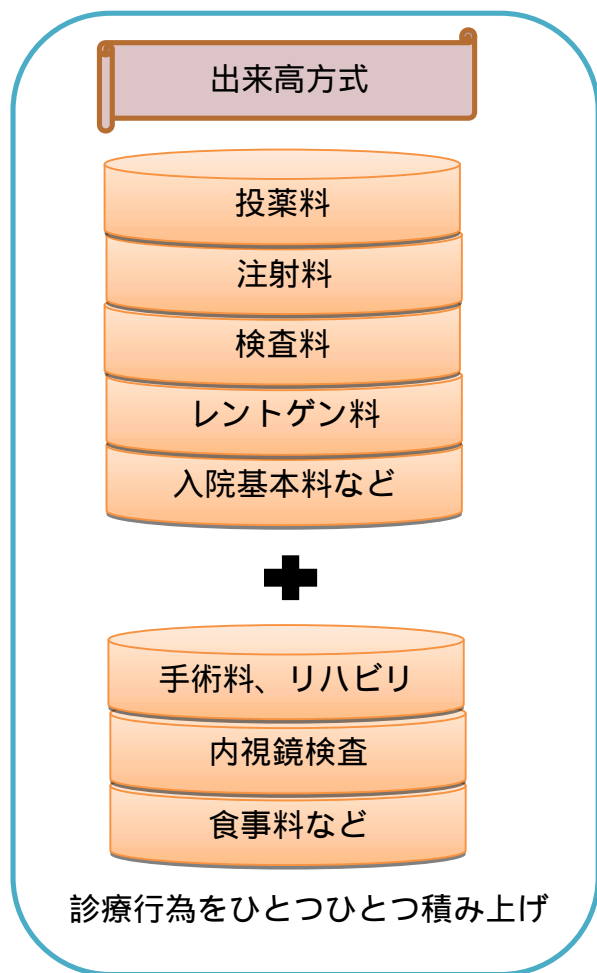 出来高方式
投薬料
注射料
検査料
レントゲン料
入院基本料など
手術料、リハビリ
内視鏡検査
食事料など
診療行為をひとつひとつ積み上げ